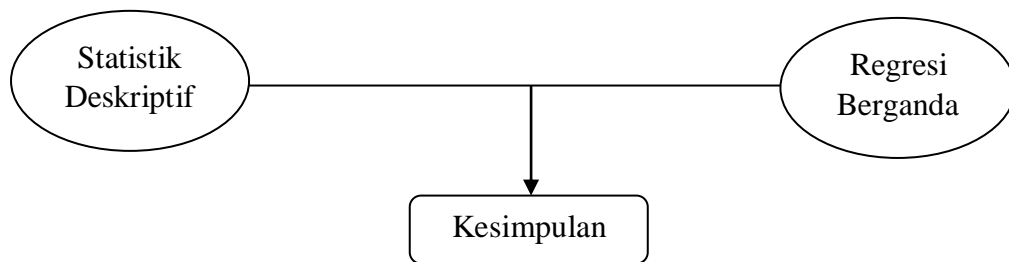 Statistik
Deskriptif
Regresi
Berganda
Kesimpulan